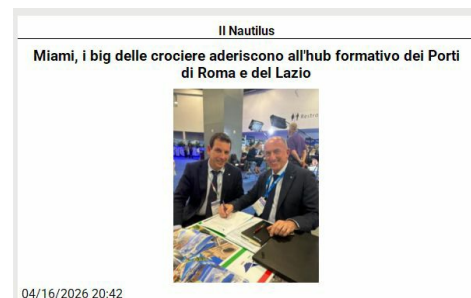 Il Nautilus
Miami, i big delle crociere aderiscono all'hub formativo dei Porti
di Roma e del Lazio
04/16/2026 20:42